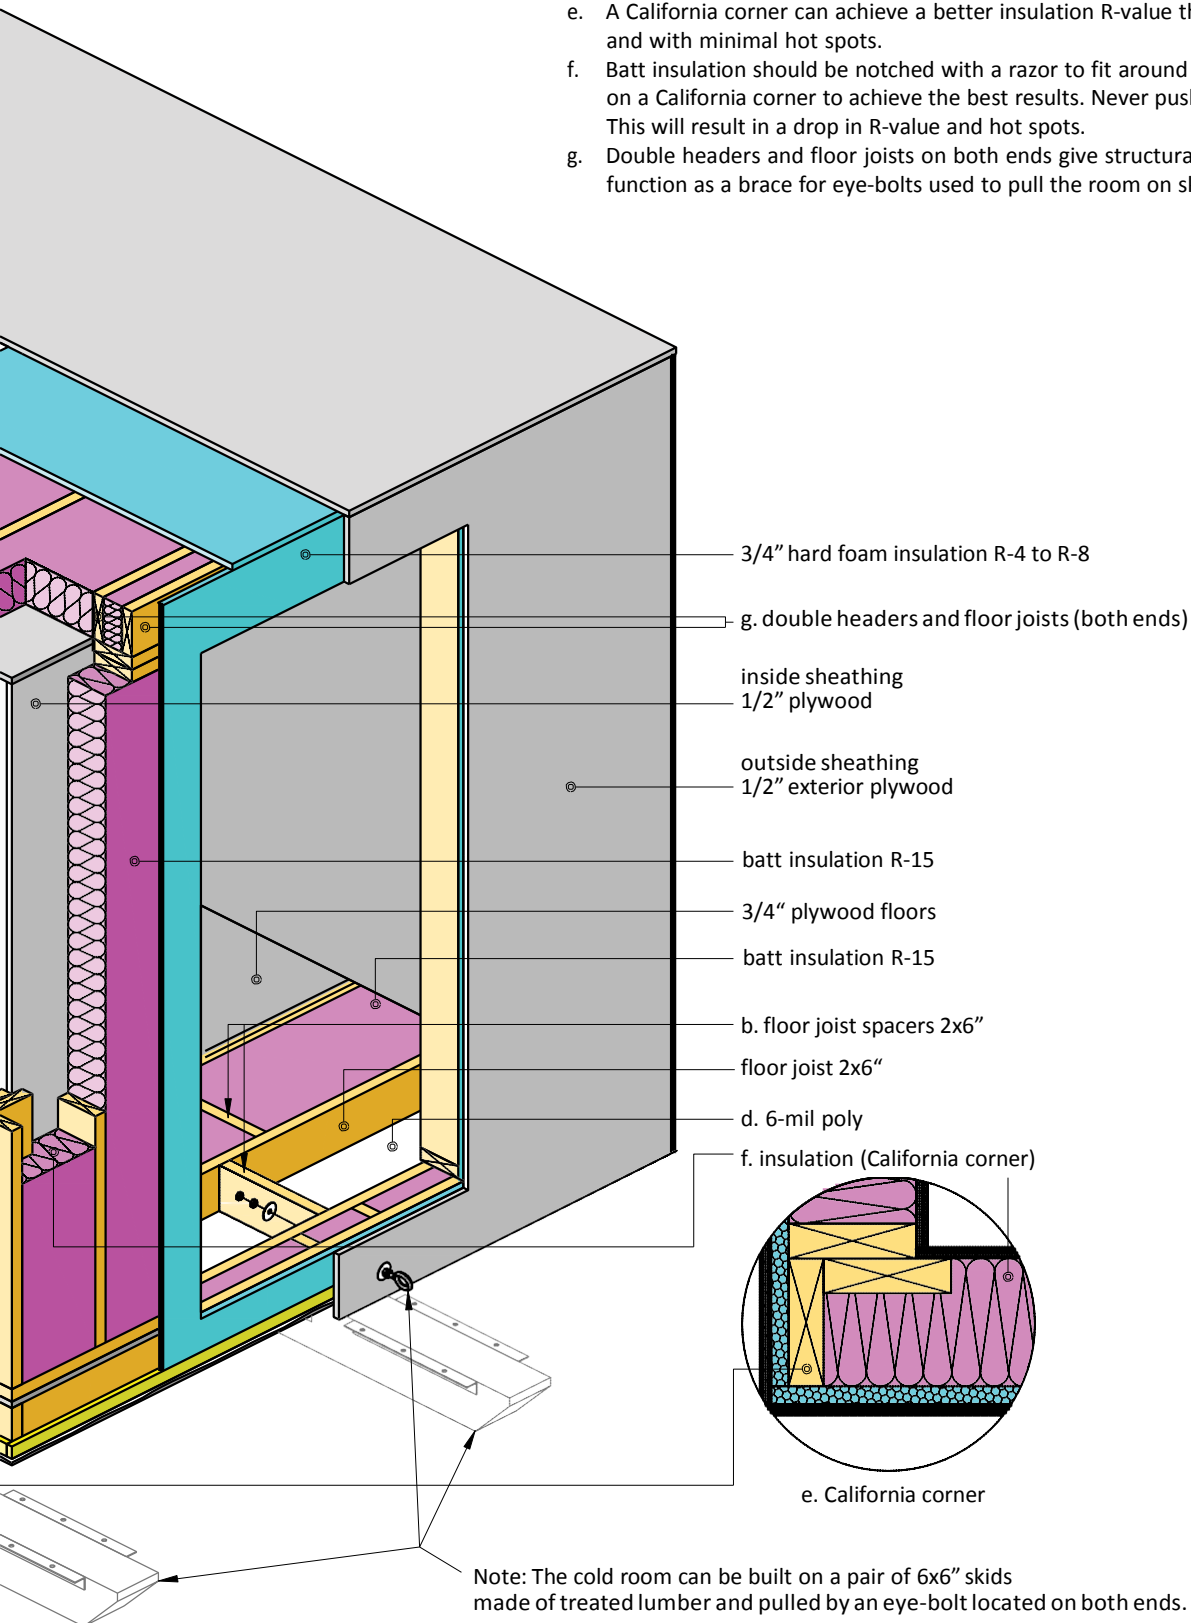 e. A California corner can achieve a better insulation R-value
and with minimal hot spots.
f. Batt insulation should be notched with a razor to fit around
on a California corner to achieve the best results. Never
This will result in a drop in R-value and hot spots.
g. Double headers and floor joists on both ends give
function as a brace for eye-bolts used to pull the room on
3/4” hard foam insulation R-4 to R-8
g. double headers and floor joists (both ends)
inside sheathing
1/2” plywood
outside sheathing
1/2” exterior plywood
batt insulation R-15
3/4“ plywood floors
batt insulation R-15
b. floor joist spacers 2x6”
floor joist 2x6“
d. 6-mil poly
f. insulation (California corner)
e. California corner
Note: The cold room can be built on a pair of 6x6” skids
made of treated lumber and pulled by an eye-bolt located on both ends.